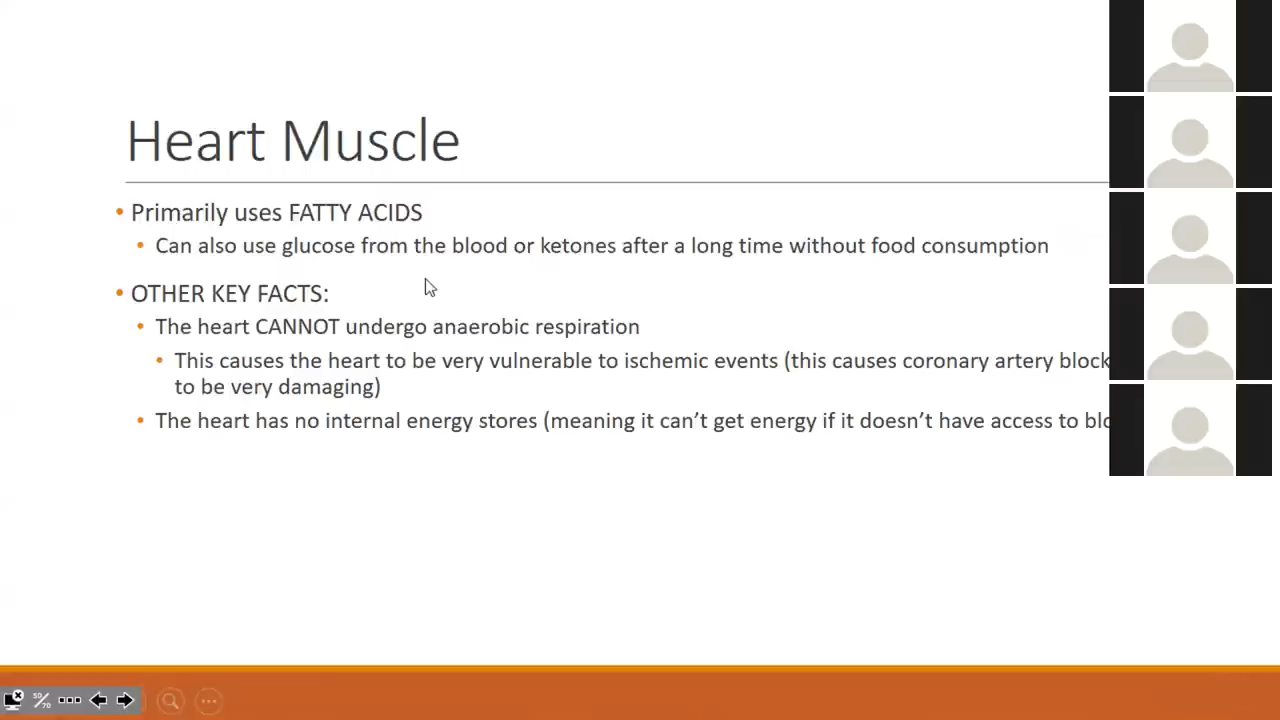 Heart Muscle
• Primarily uses FATTY ACIDS
• Can also use glucose from the blood or ketones after a long time without food consumption
• OTHER KEY FACTS:
• The heart CANNOT undergo anaerobic respiration
• This causes the heart to be very vulnerable to ischemic events (this causes coronary artery block
to be very damaging)
• The heart has no internal energy stores (meaning it can't get energy if it doesn't have access to
50/70